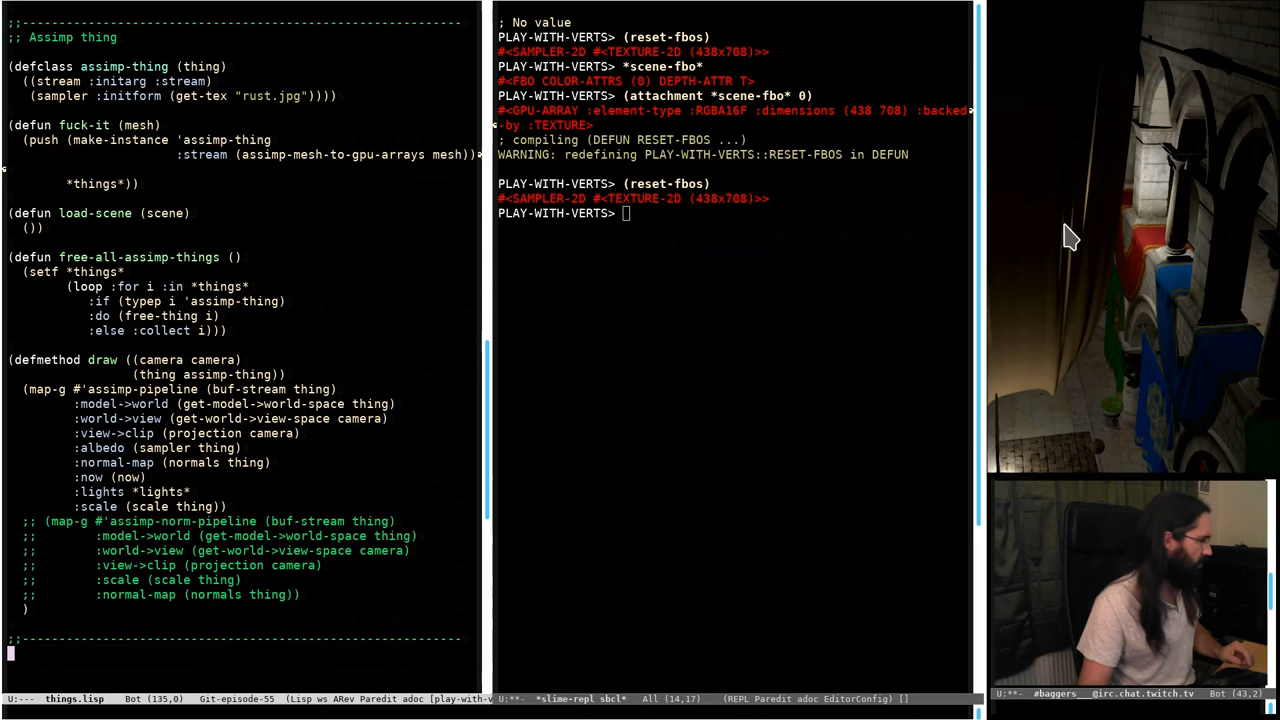 ;;------------------------------------------------------------
;; Assimp thing
(defclass assimp-thing (thing)
  ((stream :initarg :stream)
   (sampler :initform (get-tex "rust.jpg"))))
(defun fuck-it (mesh)
  (push (make-instance 'assimp-thing
                       :stream (assimp-mesh-to-gpu-arrays mesh))
        *things*))
(defun load-scene (scene)
  ())
(defun free-all-assimp-things ()
  (setf *things*
        (loop :for i :in *things*
           :if (typep i 'assimp-thing)
           :do (free-thing i)
           :else :collect i)))
(defmethod draw ((camera camera)
                 (thing assimp-thing))
  (map-g #'assimp-pipeline (buf-stream thing)
         :model->world (get-model->world-space thing)
         :world->view (get-world->view-space camera)
         :view->clip (projection camera)
         :albedo (sampler thing)
         :normal-map (normals thing)
         :now (now)
         :lights *lights*
         :scale (scale thing))
  ;; (map-g #'assimp-norm-pipeline (buf-stream thing)
  ;;        :model->world (get-model->world-space thing)
  ;;        :world->view (get-world->view-space camera)
  ;;        :view->clip (projection camera)
  ;;        :scale (scale thing)
  ;;        :normal-map (normals thing))
  )
;;------------------------------------------------------------
U:---  things.lisp    Bot (135,0)   Git-episode-55  (Lisp ws ARev Paredit adoc [play-with-v
; No value
PLAY-WITH-VERTS> (reset-fbos)
#<SAMPLER-2D #<TEXTURE-2D (438x708)>>
PLAY-WITH-VERTS> *scene-fbo*
#<FBO COLOR-ATTRS (0) DEPTH-ATTR T>
PLAY-WITH-VERTS> (attachment *scene-fbo* 0)
#<GPU-ARRAY :element-type :RGBA16F :dimensions (438 708) :backed
-by :TEXTURE>
; compiling (DEFUN RESET-FBOS ...)
WARNING: redefining PLAY-WITH-VERTS::RESET-FBOS in DEFUN
PLAY-WITH-VERTS> (reset-fbos)
#<SAMPLER-2D #<TEXTURE-2D (438x708)>>
PLAY-WITH-VERTS>
U:**-  *slime-repl sbcl*   All (14,17)    (REPL Paredit adoc EditorConfig) []
U:**-  #baggers___@irc.chat.twitch.tv   Bot (43,2)